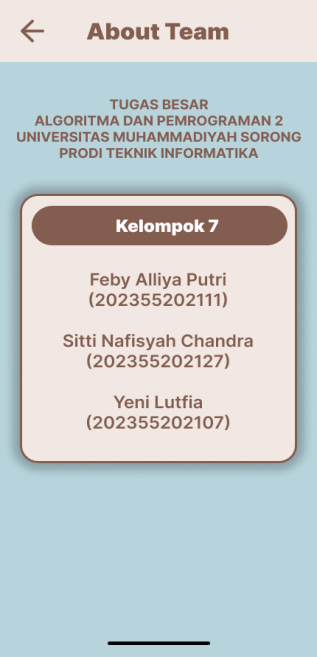 About Team
TUGAS BESAR
ALGORITMA DAN PEMROGRAMAN 2
UNIVERSITAS MUHAMMADIYAH SORONG
PRODI TEKNIK INFORMATIKA
Kelompok 7
Feby Alliya Putri
(202355202111)
Sitti Nafisyah Chandra
(202355202127)
Yeni Lutfia
(202355202107)